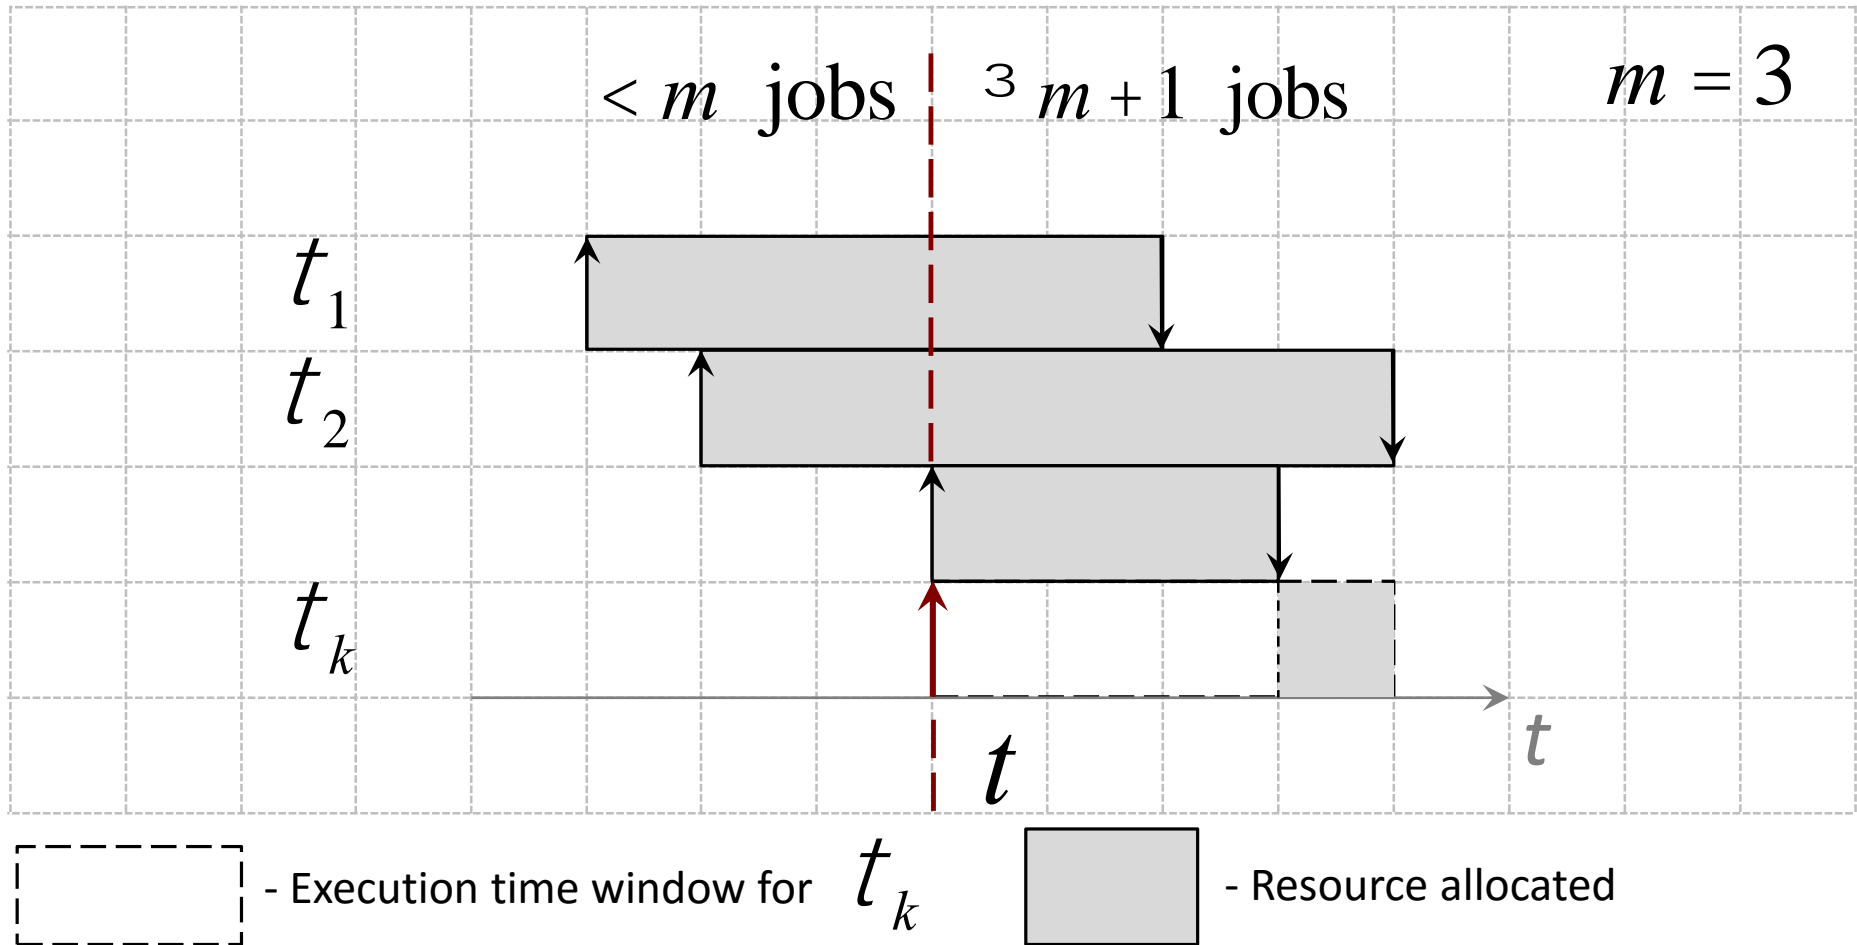 < m jobs ³ m + 1 jobs m = 3
t₁
t₂
tₖ
t
t
- Execution time window for tₖ - Resource allocated